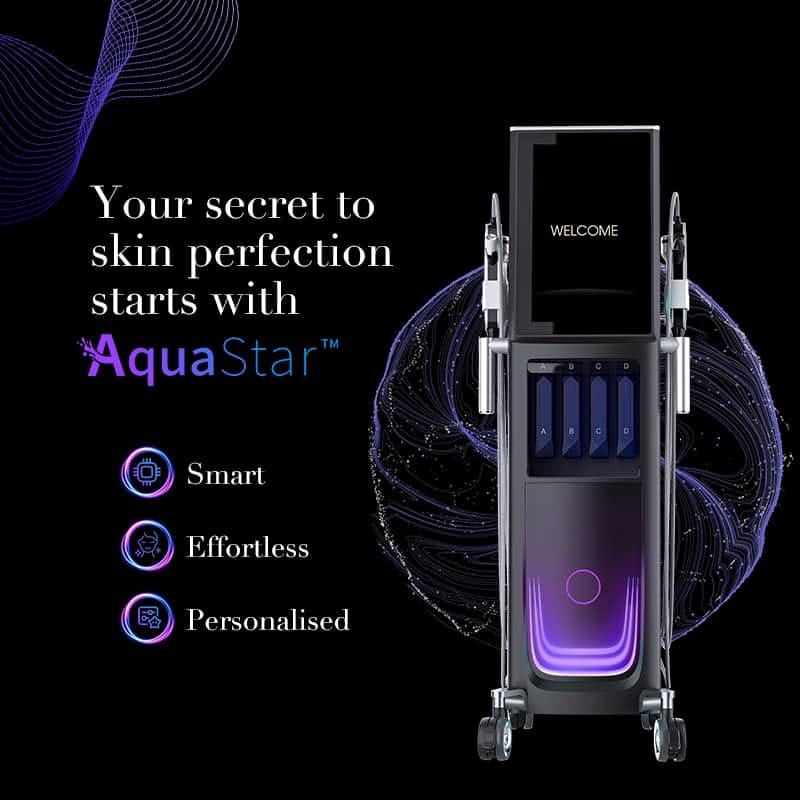 Your secret to
skin perfection
starts with
AquaStar™
Smart
Effortless
Personalised
WELCOME
A B C D
A B C D